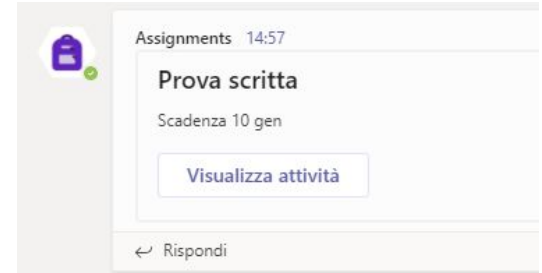 Assignments 14:57
Prova scritta
Scadenza 10 gen
Visualizza attività
Rispondi